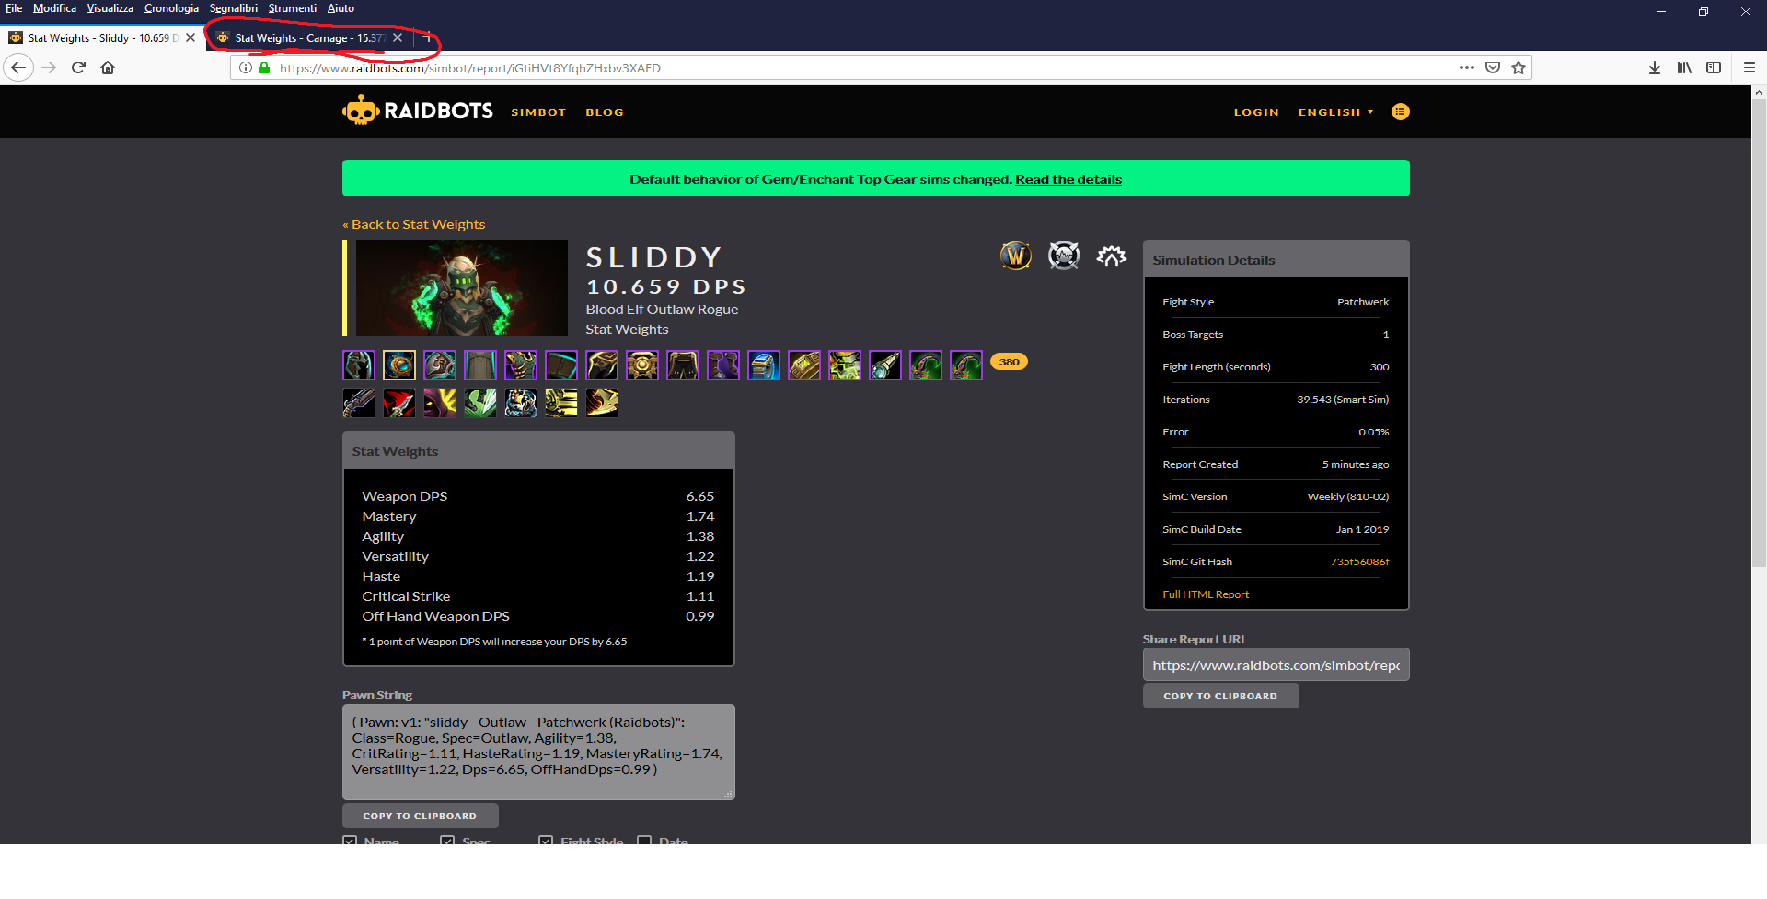 File Modifica Visualizza Cronologia Segnalibri Strumenti Aiuto
Stat Weights - Sliddy - 10.659 D
Stat Weights - Carnage - 15.377
https://www.raidbots.com/simbot/report/iGtiHVt8YfqhZHxbv3XAFD
RAIDBOTS SIMBOT BLOG LOGIN ENGLISH
Default behavior of Gem/Enchant Top Gear sims changed. Read the details
« Back to Stat Weights
SLIDDY
10.659 DPS
Blood Elf Outlaw Rogue
Stat Weights
380
Stat Weights
Weapon DPS 6.65
Mastery 1.74
Agility 1.38
Versatility 1.22
Haste 1.19
Critical Strike 1.11
Off Hand Weapon DPS 0.99
* 1 point of Weapon DPS will increase your DPS by 6.65
Pawn String
( Pawn: v1: "sliddy - Outlaw - Patchwerk (Raidbots)":
Class=Rogue, Spec=Outlaw, Agility=1.38,
CritRating=1.11, HasteRating=1.19, MasteryRating=1.74,
Versatility=1.22, Dps=6.65, OffHandDps=0.99 )
COPY TO CLIPBOARD
Name Spec Fight Style Date
Simulation Details
Fight Style Patchwerk
Boss Targets 1
Fight Length (seconds) 300
Iterations 39.543 (Smart Sim)
Error 0.05%
Report Created 5 minutes ago
SimC Version Weekly (810-02)
SimC Build Date Jan 1 2019
SimC Git Hash 735f56086f
Full HTML Report
Share Report URL
https://www.raidbots.com/simbot/repo
COPY TO CLIPBOARD